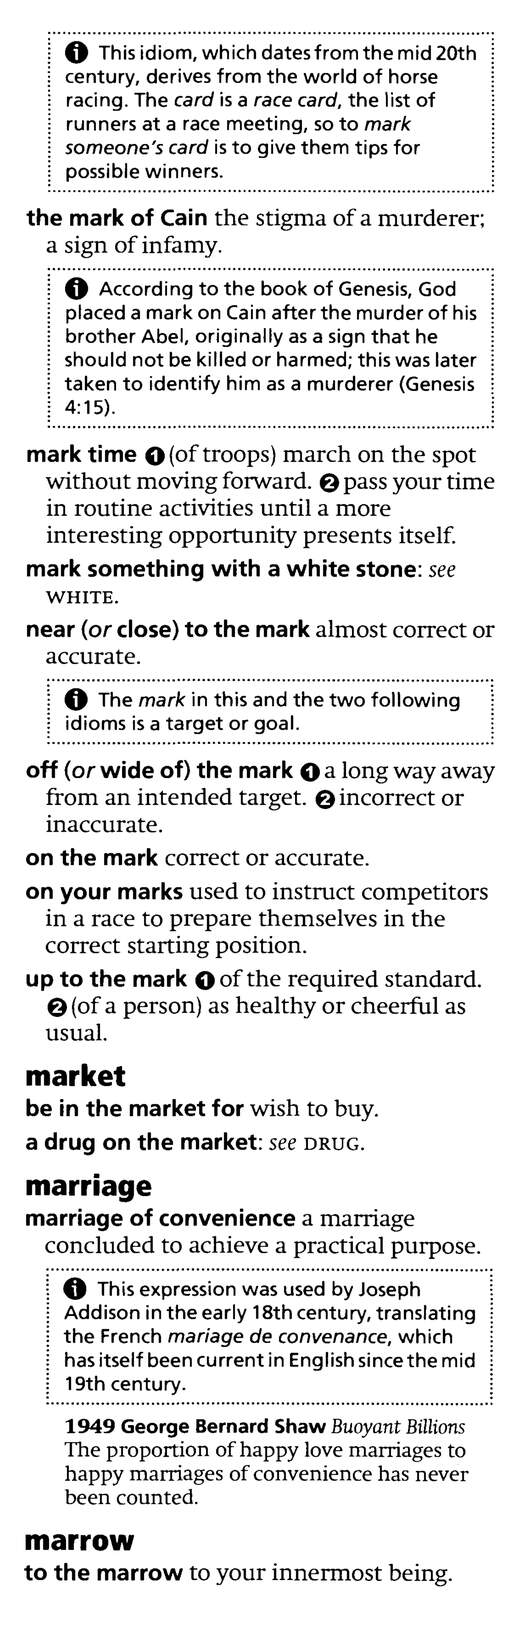 ℹ This idiom, which dates from the mid 20th
century, derives from the world of horse
racing. The card is a race card, the list of
runners at a race meeting, so to mark
someone's card is to give them tips for
possible winners.
the mark of Cain the stigma of a murderer;
a sign of infamy.
ℹ According to the book of Genesis, God
placed a mark on Cain after the murder of his
brother Abel, originally as a sign that he
should not be killed or harmed; this was later
taken to identify him as a murderer (Genesis
4:15).
mark time ❶ (of troops) march on the spot
without moving forward. ❷ pass your time
in routine activities until a more
interesting opportunity presents itself.
mark something with a white stone: see
WHITE.
near (or close) to the mark almost correct or
accurate.
ℹ The mark in this and the two following
idioms is a target or goal.
off (or wide of) the mark ❶ a long way away
from an intended target. ❷ incorrect or
inaccurate.
on the mark correct or accurate.
on your marks used to instruct competitors
in a race to prepare themselves in the
correct starting position.
up to the mark ❶ of the required standard.
❷ (of a person) as healthy or cheerful as
usual.
market
be in the market for wish to buy.
a drug on the market: see DRUG.
marriage
marriage of convenience a marriage
concluded to achieve a practical purpose.
ℹ This expression was used by Joseph
Addison in the early 18th century, translating
the French mariage de convenance, which
has itself been current in English since the mid
19th century.
1949 George Bernard Shaw Buoyant Billions
The proportion of happy love marriages to
happy marriages of convenience has never
been counted.
marrow
to the marrow to your innermost being.